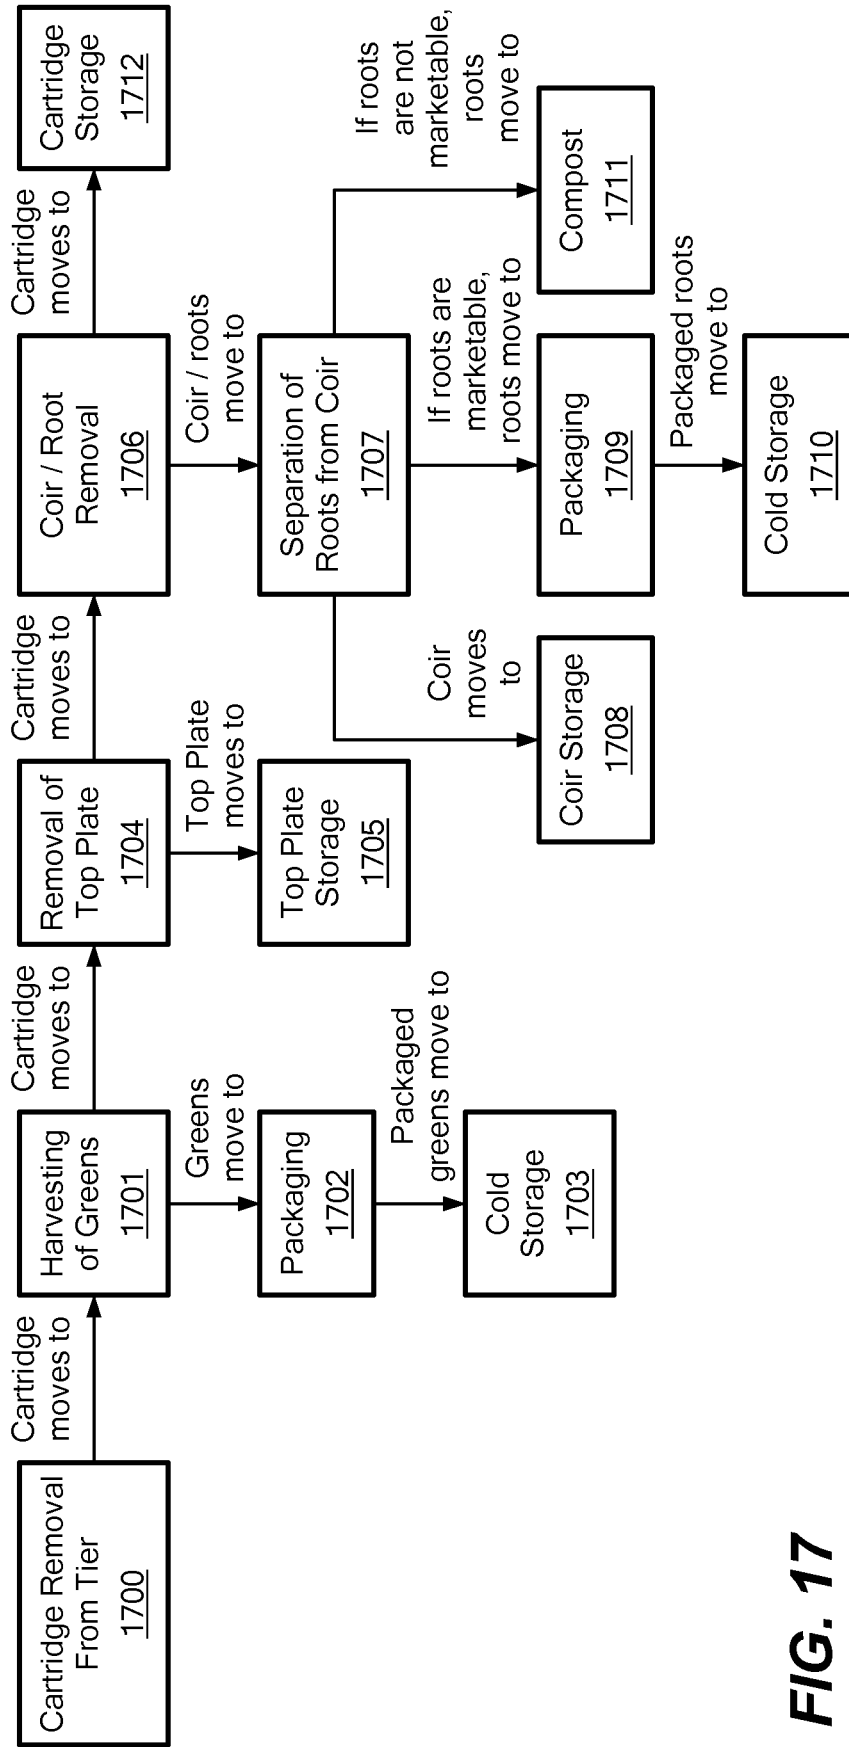 Cartridge Removal
From Tier
1700
Cartridge
moves to
Harvesting
of Greens
1701
Cartridge
moves to
Removal of
Top Plate
1704
Cartridge
moves to
Coir / Root
Removal
1706
Cartridge
moves to
Cartridge
Storage
1712
Greens
move to
Packaging
1702
Packaged
greens move to
Cold
Storage
1703
Top Plate
moves to
Top Plate
Storage
1705
Coir / roots
move to
Separation of
Roots from Coir
1707
Coir
moves
to
Coir Storage
1708
If roots are
marketable,
roots move to
Packaging
1709
Packaged roots
move to
Cold Storage
1710
If roots
are not
marketable,
roots
move to
Compost
1711
FIG. 17